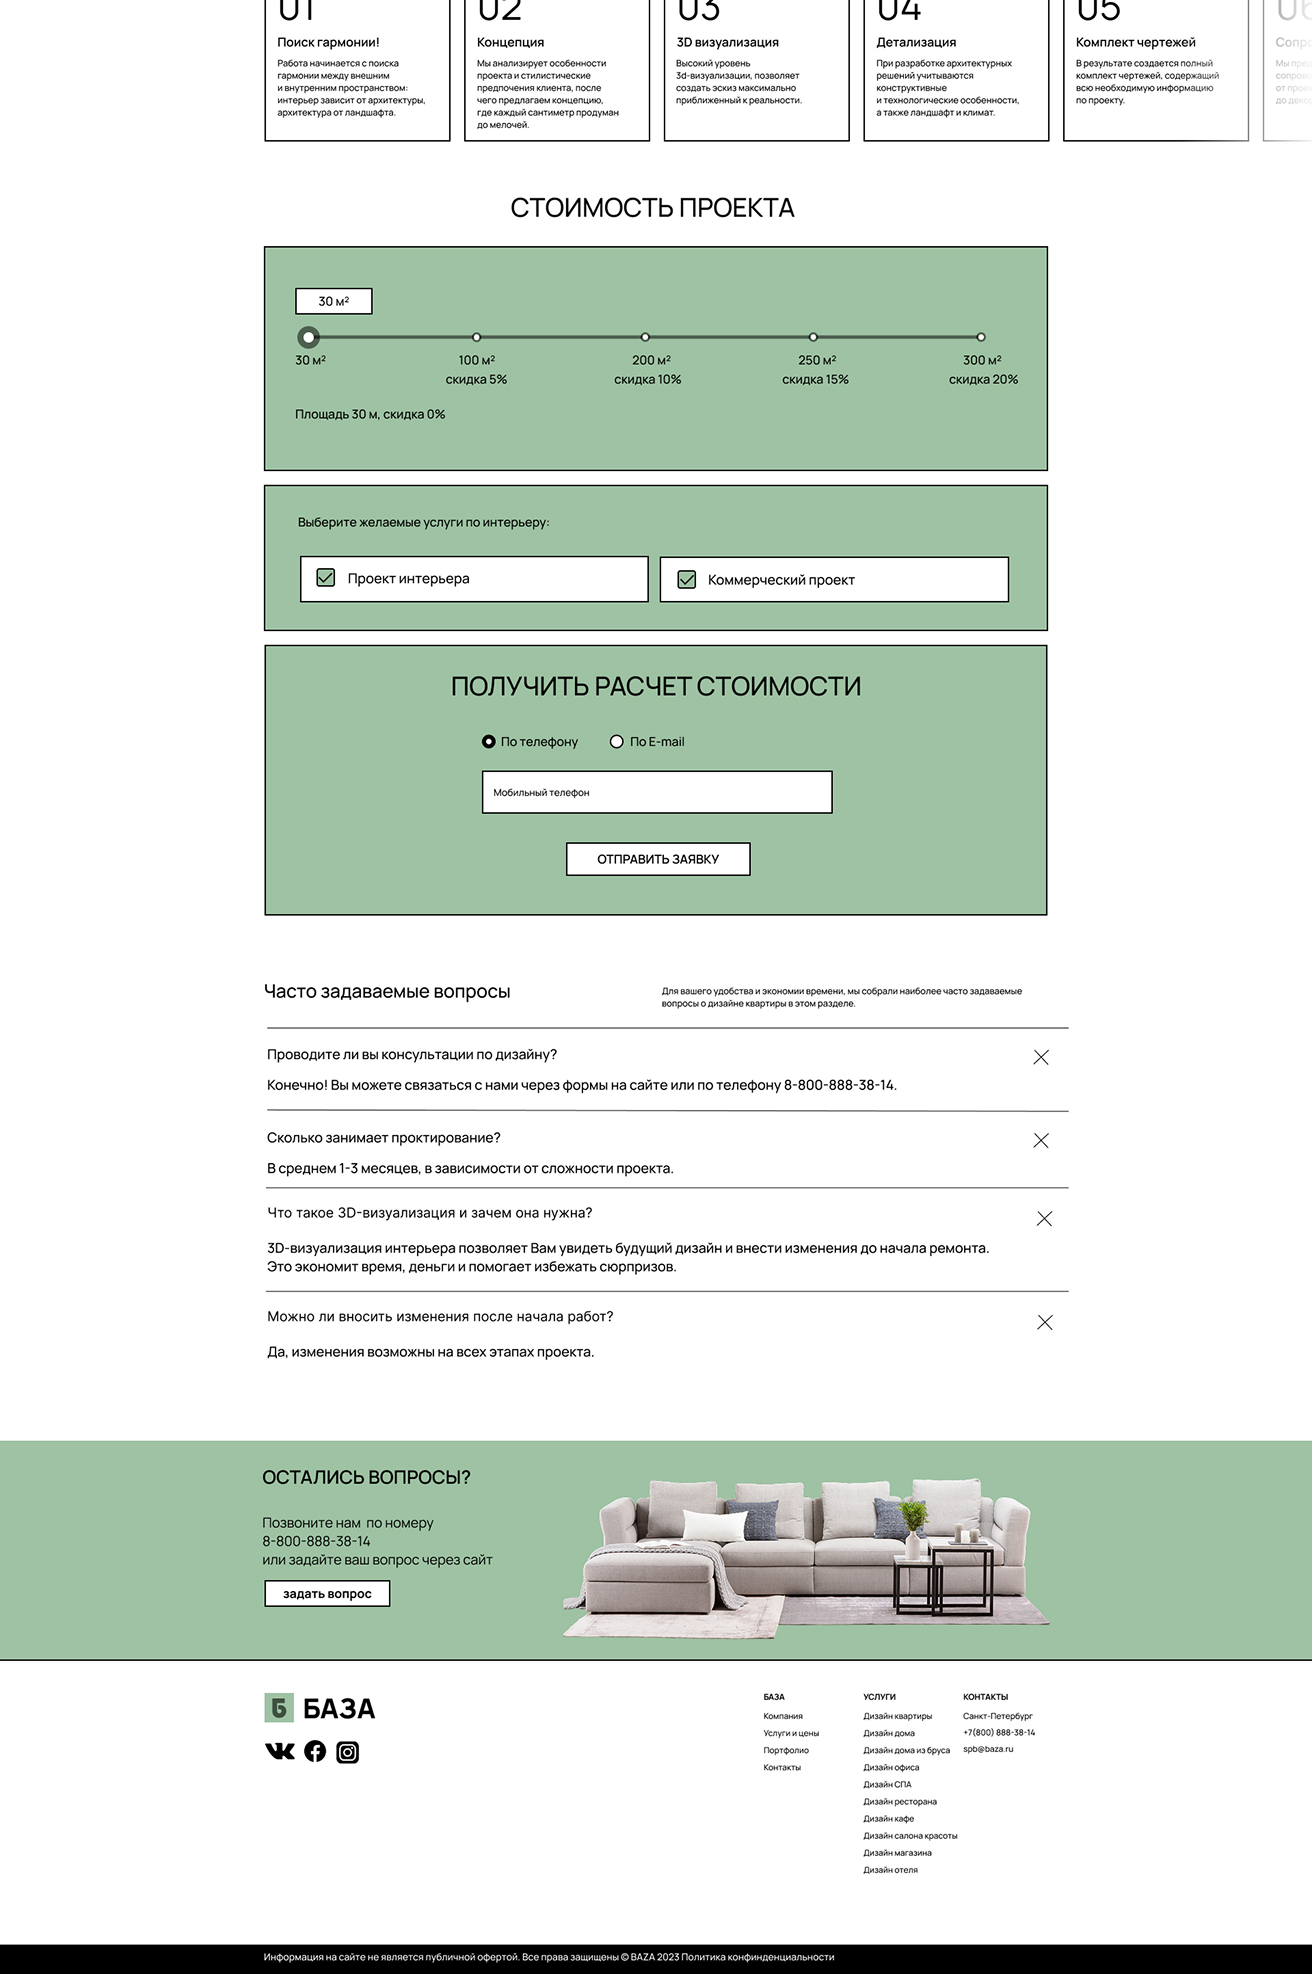 01
Поиск гармонии!
Работа начинается с поиска
гармонии между внешним
и внутренним пространством:
интерьер зависит от архитектуры,
архитектура от ландшафта.
02
Концепция
Мы анализирует особенности
проекта и стилистические
предпочения клиента, после
чего предлагаем концепцию,
где каждый сантиметр продуман
до мелочей.
03
3D визуализация
Высокий уровень
3d-визуализации, позволяет
создать эскиз максимально
приближенный к реальности.
04
Детализация
При разработке архитектурных
решений учитываются
конструктивные
и технологические особенности,
а также ландшафт и климат.
05
Комплект чертежей
В результате создается полный
комплект чертежей, содержащий
всю необходимую информацию
по проекту.
СТОИМОСТЬ ПРОЕКТА
30 м²
30 м²
100 м²
скидка 5%
200 м²
скидка 10%
250 м²
скидка 15%
300 м²
скидка 20%
Площадь 30 м, скидка 0%
Выберите желаемые услуги по интерьеру:
Проект интерьера
Коммерческий проект
ПОЛУЧИТЬ РАСЧЕТ СТОИМОСТИ
По телефону
По E-mail
Мобильный телефон
ОТПРАВИТЬ ЗАЯВКУ
Часто задаваемые вопросы
Для вашего удобства и экономии времени, мы собрали наиболее часто задаваемые
вопросы о дизайне квартиры в этом разделе.
Проводите ли вы консультации по дизайну?
Конечно! Вы можете связаться с нами через формы на сайте или по телефону 8-800-888-38-14.
Сколько занимает проктирование?
В среднем 1-3 месяцев, в зависимости от сложности проекта.
Что такое 3D-визуализация и зачем она нужна?
3D-визуализация интерьера позволяет Вам увидеть будущий дизайн и внести изменения до начала ремонта.
Это экономит время, деньги и помогает избежать сюрпризов.
Можно ли вносить изменения после начала работ?
Да, изменения возможны на всех этапах проекта.
ОСТАЛИСЬ ВОПРОСЫ?
Позвоните нам по номеру
8-800-888-38-14
или задайте ваш вопрос через сайт
задать вопрос
Б БАЗА
БАЗА
Компания
Услуги и цены
Портфолио
Контакты
УСЛУГИ
Дизайн квартиры
Дизайн дома
Дизайн дома из бруса
Дизайн офиса
Дизайн СПА
Дизайн ресторана
Дизайн кафе
Дизайн салона красоты
Дизайн магазина
Дизайн отеля
КОНТАКТЫ
Санкт-Петербург
+7(800) 888-38-14
spb@baza.ru
Информация на сайте не является публичной офертой. Все права защищены © BAZA 2023 Политика конфинденциальности